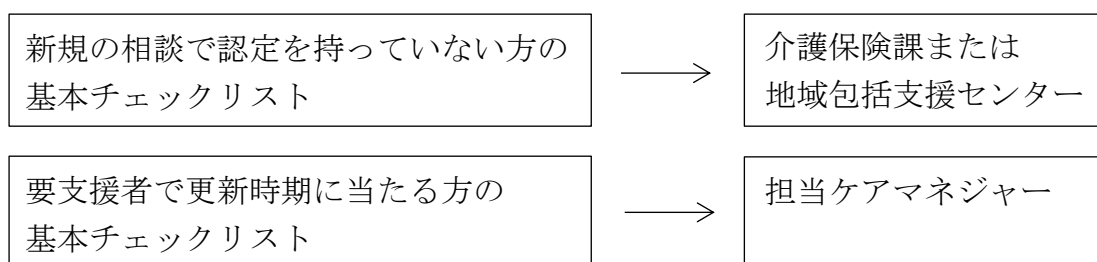 新規の相談で認定を持っていない方の
基本チェックリスト
介護保険課または
地域包括支援センター
要支援者で更新時期に当たる方の
基本チェックリスト
担当ケアマネジャー